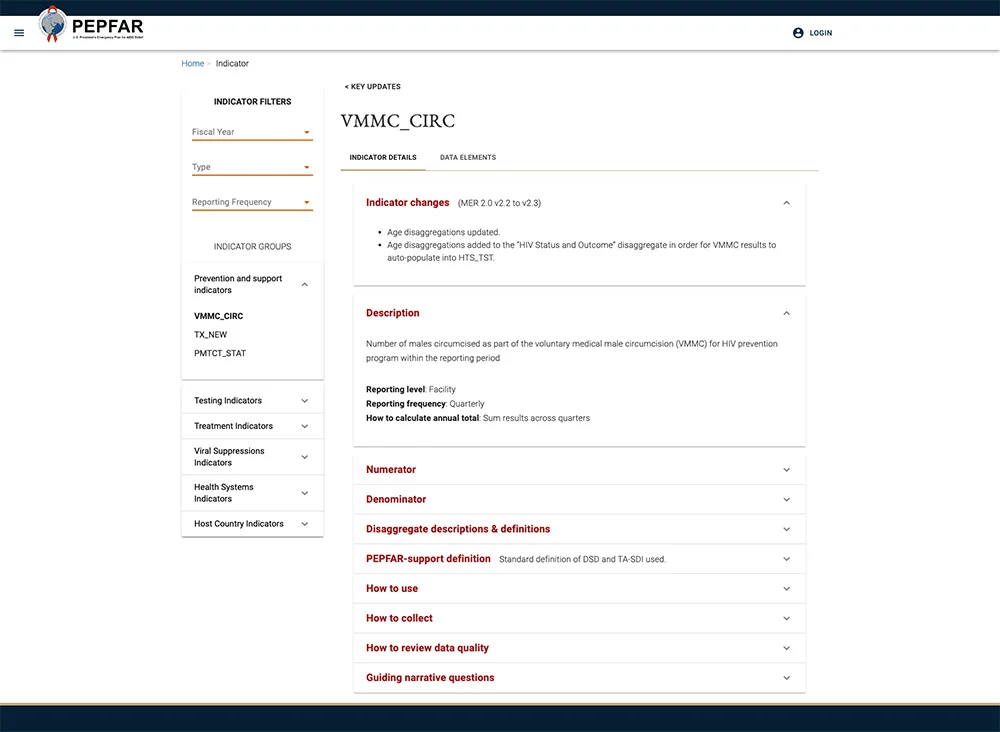 PEPFAR
U.S. President's Emergency Plan for AIDS Relief
LOGIN
Home > Indicator
INDICATOR FILTERS
Fiscal Year
Type
Reporting Frequency
INDICATOR GROUPS
Prevention and support
indicators
VMMC_CIRC
TX_NEW
PMTCT_STAT
Testing Indicators
Treatment Indicators
Viral Suppressions
Indicators
Health Systems
Indicators
Host Country Indicators
< KEY UPDATES
VMMC_CIRC
INDICATOR DETAILS DATA ELEMENTS
Indicator changes (MER 2.0 v2.2 to v2.3)
• Age disaggregations updated.
• Age disaggregations added to the "HIV Status and Outcome" disaggregate in order for VMMC results to
auto-populate into HTS_TST.
Description
Number of males circumcised as part of the voluntary medical male circumcision (VMMC) for HIV prevention
program within the reporting period
Reporting level: Facility
Reporting frequency: Quarterly
How to calculate annual total: Sum results across quarters
Numerator
Denominator
Disaggregate descriptions & definitions
PEPFAR-support definition Standard definition of DSD and TA-SDI used.
How to use
How to collect
How to review data quality
Guiding narrative questions